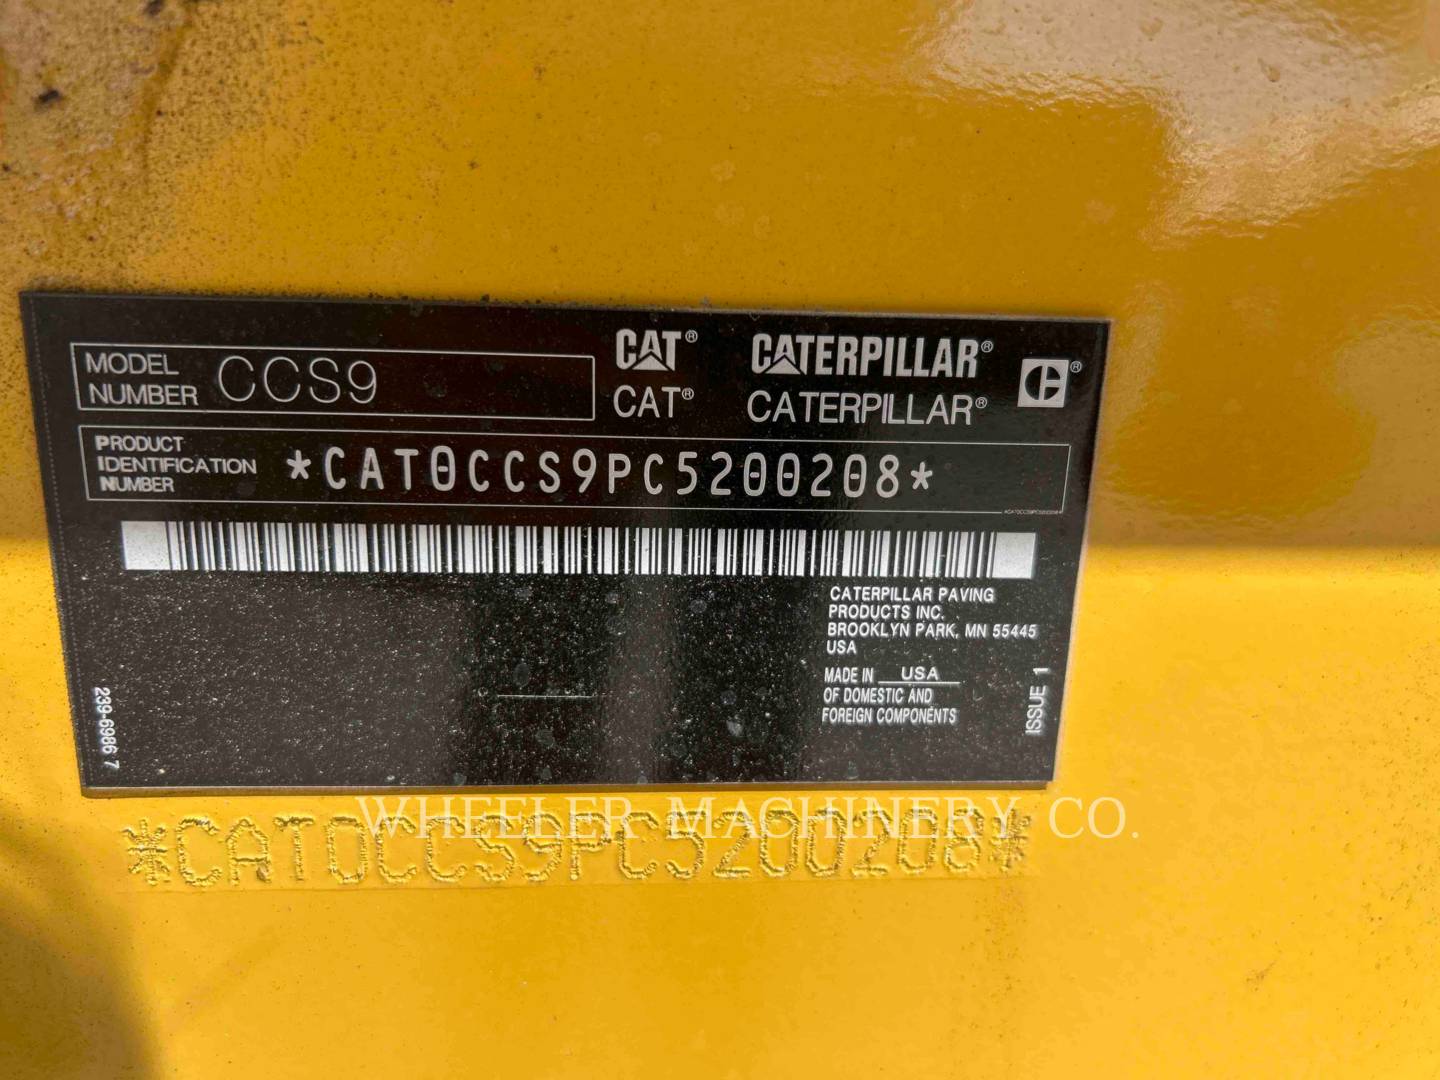 MODEL NUMBER CCS9
CAT® CATERPILLAR®
CAT® CATERPILLAR®
PRODUCT
IDENTIFICATION
NUMBER
*CAT0CCS9PC5200208*
*CAT0CCS9PC5200208*
CATERPILLAR PAVING
PRODUCTS INC.
BROOKLYN PARK, MN 55445
USA
MADE IN USA
OF DOMESTIC AND
FOREIGN COMPONENTS
ISSUE 1
239-6986 7
WHEELER MACHINERY CO.
*CAT0CCS9PC5200208*